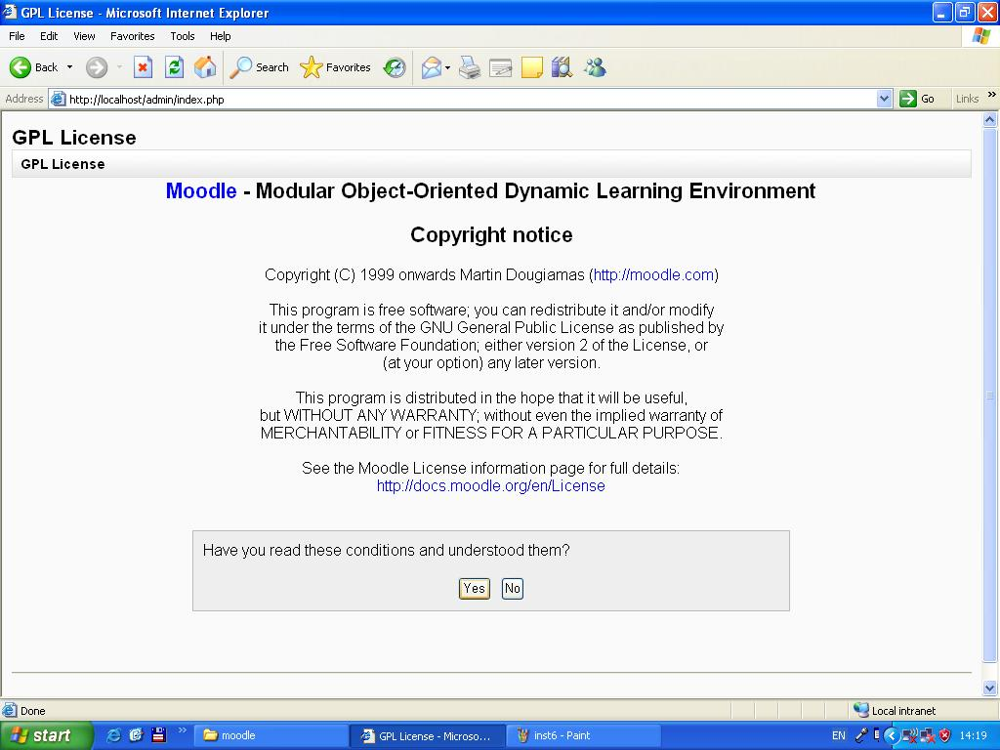 GPL License - Microsoft Internet Explorer
File Edit View Favorites Tools Help
Back Search Favorites
Address http://localhost/admin/index.php Go Links »
GPL License
GPL License
Moodle - Modular Object-Oriented Dynamic Learning Environment
Copyright notice
Copyright (C) 1999 onwards Martin Dougiamas (http://moodle.com)
This program is free software; you can redistribute it and/or modify
it under the terms of the GNU General Public License as published by
the Free Software Foundation; either version 2 of the License, or
(at your option) any later version.
This program is distributed in the hope that it will be useful,
but WITHOUT ANY WARRANTY; without even the implied warranty of
MERCHANTABILITY or FITNESS FOR A PARTICULAR PURPOSE.
See the Moodle License information page for full details:
http://docs.moodle.org/en/License
Have you read these conditions and understood them?
Yes No
Done Local intranet
start » moodle GPL License - Microso... inst6 - Paint EN 14:19